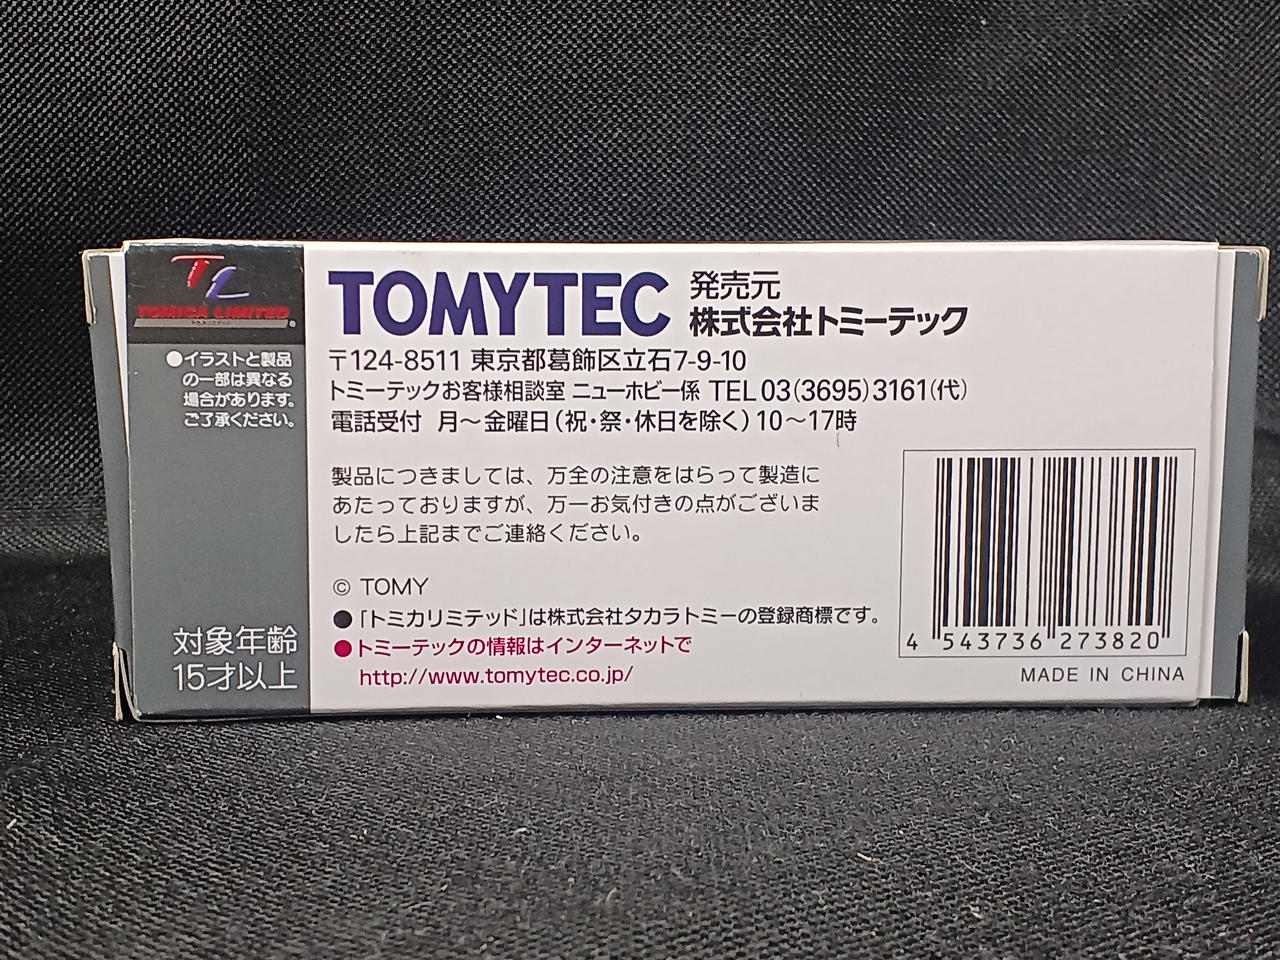 TL
TOMICA LIMITED
●イラストと製品
の一部は異なる
場合があります。
ご了承ください。
対象年齢
15才以上
TOMYTEC 発売元
株式会社トミーテック
〒124-8511 東京都葛飾区立石7-9-10
トミーテックお客様相談室 ニューホビー係 TEL 03(3695)3161(代)
電話受付 月～金曜日(祝・祭・休日を除く)10～17時
製品につきましては、万全の注意をはらって製造に
あたっておりますが、万一お気付きの点がございま
したら上記までご連絡ください。
© TOMY
●「トミカリミテッド」は株式会社タカラトミーの登録商標です。
●トミーテックの情報はインターネットで
http://www.tomytec.co.jp/
4 543736 273820
MADE IN CHINA